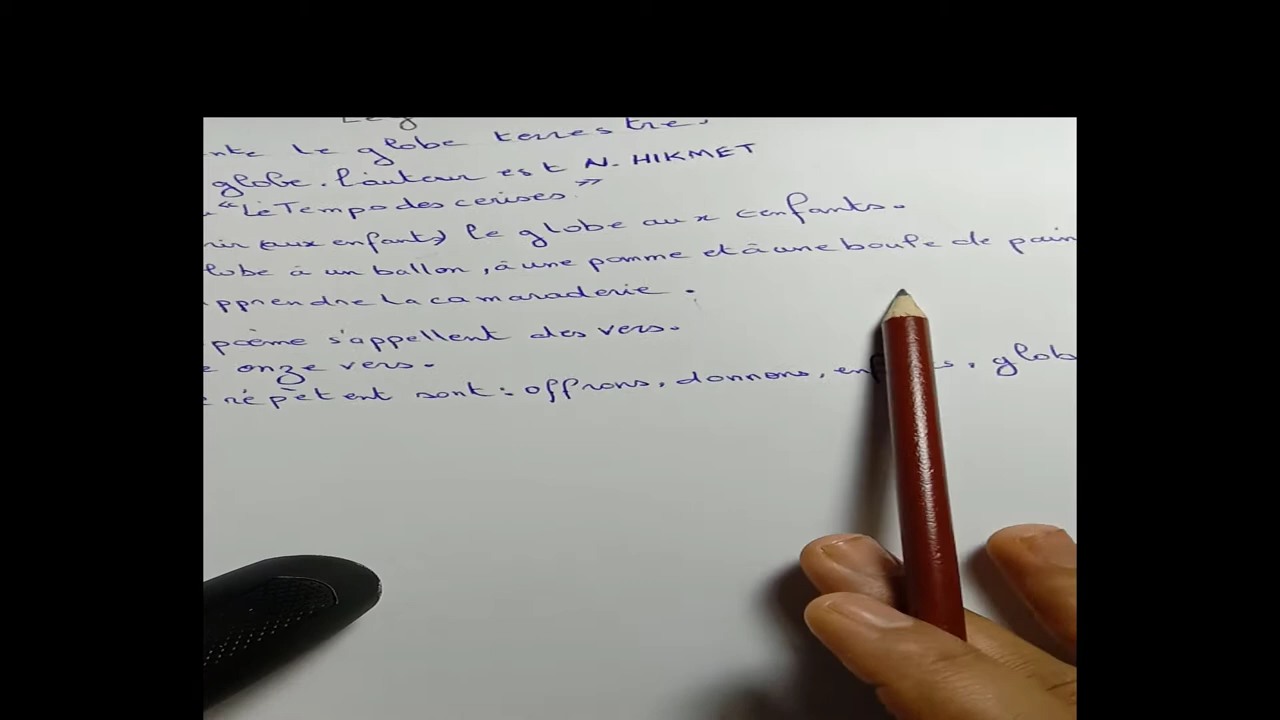 le globe terrestre.
globe. L'auteur est N. HIKMET
"Le Temps des cerises"
(aux enfants) le globe aux enfants.
lobe à un ballon, à une pomme et à une boule de pain
pprendre la camaraderie.
poème s'appellent des vers.
e onze vers.
répètent sont: offrons, donnons, glob